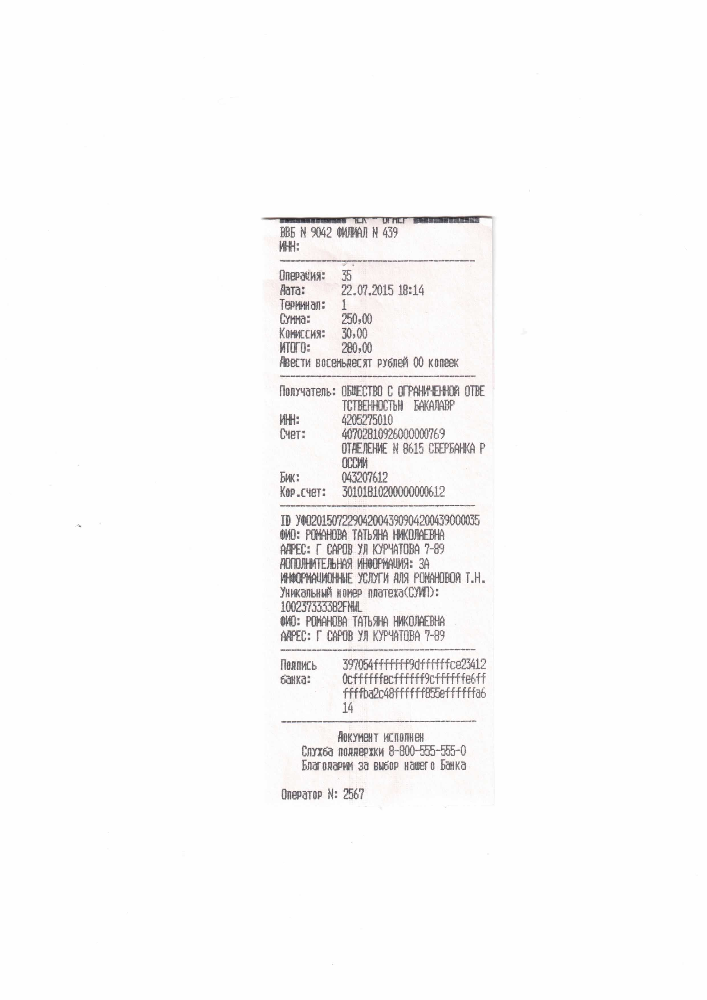 ВВБ N 9042 ФИЛИАЛ N 439
ИНН:
Операция: 35
Дата: 22.07.2015 18:14
Терминал: 1
Сумма: 250,00
Комиссия: 30,00
ИТОГО: 280,00
Двести восемьдесят рублей 00 копеек
Получатель: ОБЩЕСТВО С ОГРАНИЧЕННОЙ ОТВЕ
ТСТВЕННОСТЬЮ БАКАЛАВР
ИНН: 4205275010
Счет: 40702810926000000769
ОТДЕЛЕНИЕ N 8615 СБЕРБАНКА Р
ОССИИ
Бик: 043207612
Кор.счет: 30101810200000000612
ID УФО201507229042004390904200439000035
ФИО: РОМАНОВА ТАТЬЯНА НИКОЛАЕВНА
АДРЕС: Г САРОВ УЛ КУРЧАТОВА 7-89
ДОПОЛНИТЕЛЬНАЯ ИНФОРМАЦИЯ: ЗА
ИНФОРМАЦИОННЫЕ УСЛУГИ ДЛЯ РОМАНОВОЙ Т.Н.
Уникальный номер платежа(СУИП):
100237333382FNWL
ФИО: РОМАНОВА ТАТЬЯНА НИКОЛАЕВНА
АДРЕС: Г САРОВ УЛ КУРЧАТОВА 7-89
Подпись 397054fffffff9dffffffce23412
банка: 0cffffffecffffff9cffffffe6ff
ffffba2c48ffffff855effffffa6
14
Документ исполнен
Служба поддержки 8-800-555-555-0
Благодарим за выбор нашего Банка
Оператор N: 2567